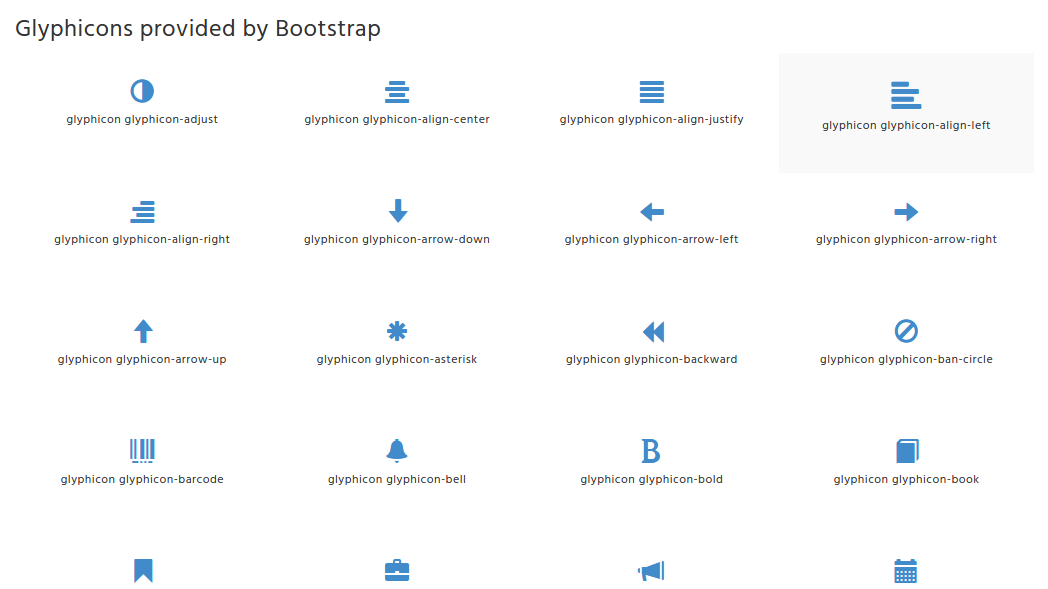 Glyphicons provided by Bootstrap
glyphicon glyphicon-adjust
glyphicon glyphicon-align-center
glyphicon glyphicon-align-justify
glyphicon glyphicon-align-left
glyphicon glyphicon-align-right
glyphicon glyphicon-arrow-down
glyphicon glyphicon-arrow-left
glyphicon glyphicon-arrow-right
glyphicon glyphicon-arrow-up
glyphicon glyphicon-asterisk
glyphicon glyphicon-backward
glyphicon glyphicon-ban-circle
glyphicon glyphicon-barcode
glyphicon glyphicon-bell
glyphicon glyphicon-bold
glyphicon glyphicon-book